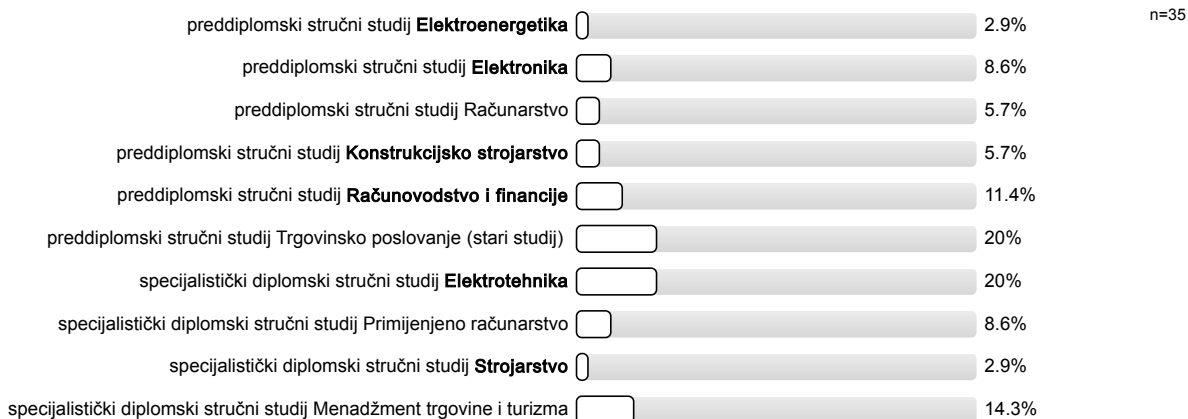 preddiplomski stručni studij Elektroenergetika 2.9% n=35
preddiplomski stručni studij Elektronika 8.6%
preddiplomski stručni studij Računarstvo 5.7%
preddiplomski stručni studij Konstrukcijsko strojarstvo 5.7%
preddiplomski stručni studij Računovodstvo i financije 11.4%
preddiplomski stručni studij Trgovinsko poslovanje (stari studij) 20%
specijalistički diplomski stručni studij Elektrotehnika 20%
specijalistički diplomski stručni studij Primijenjeno računarstvo 8.6%
specijalistički diplomski stručni studij Strojarstvo 2.9%
specijalistički diplomski stručni studij Menadžment trgovine i turizma 14.3%